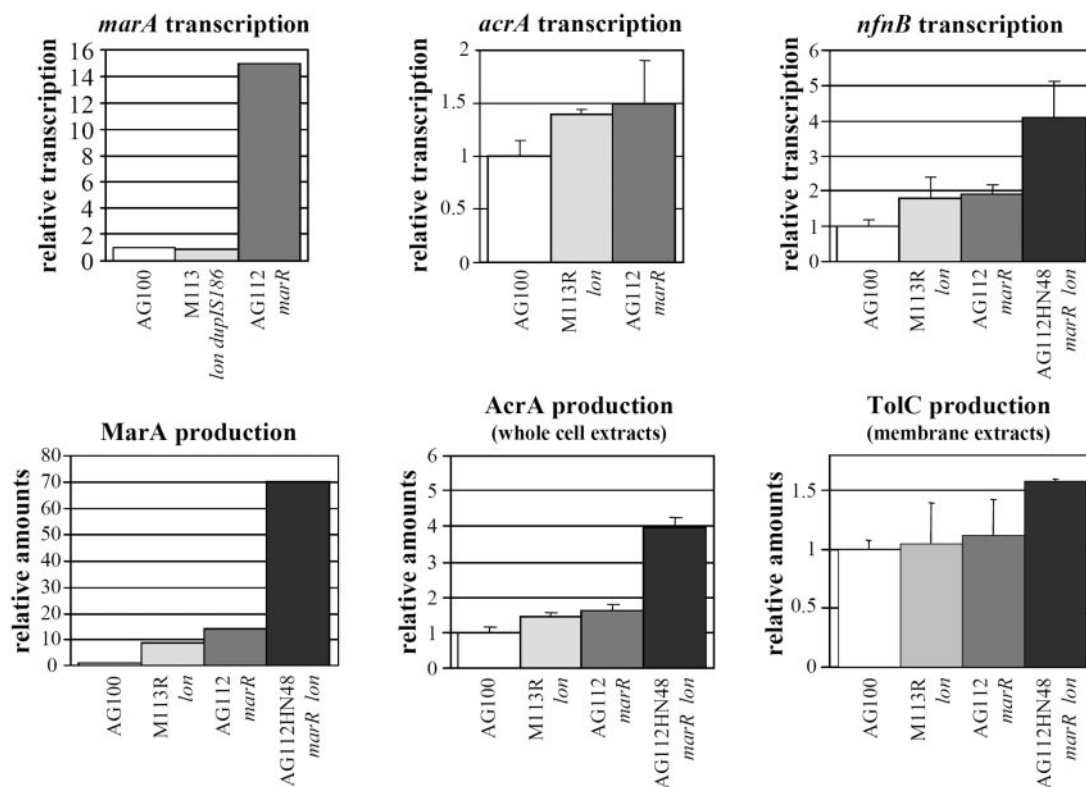 marA transcription
relative transcription
16
14
12
10
8
6
4
2
0
AG100
M113
lon dupIS186
AG112
marR
acrA transcription
relative transcription
2
1.5
1
0.5
0
AG100
M113R
lon
AG112
marR
nfnB transcription
relative transcription
6
5
4
3
2
1
0
AG100
M113R
lon
AG112
marR
AG112HN48
marR lon
MarA production
relative amounts
80
70
60
50
40
30
20
10
0
AG100
M113R
lon
AG112
marR
AG112HN48
marR lon
AcrA production
(whole cell extracts)
relative amounts
6
5
4
3
2
1
0
AG100
M113R
lon
AG112
marR
AG112HN48
marR lon
TolC production
(membrane extracts)
relative amounts
1.5
1
0.5
0
AG100
M113R
lon
AG112
marR
AG112HN48
marR lon